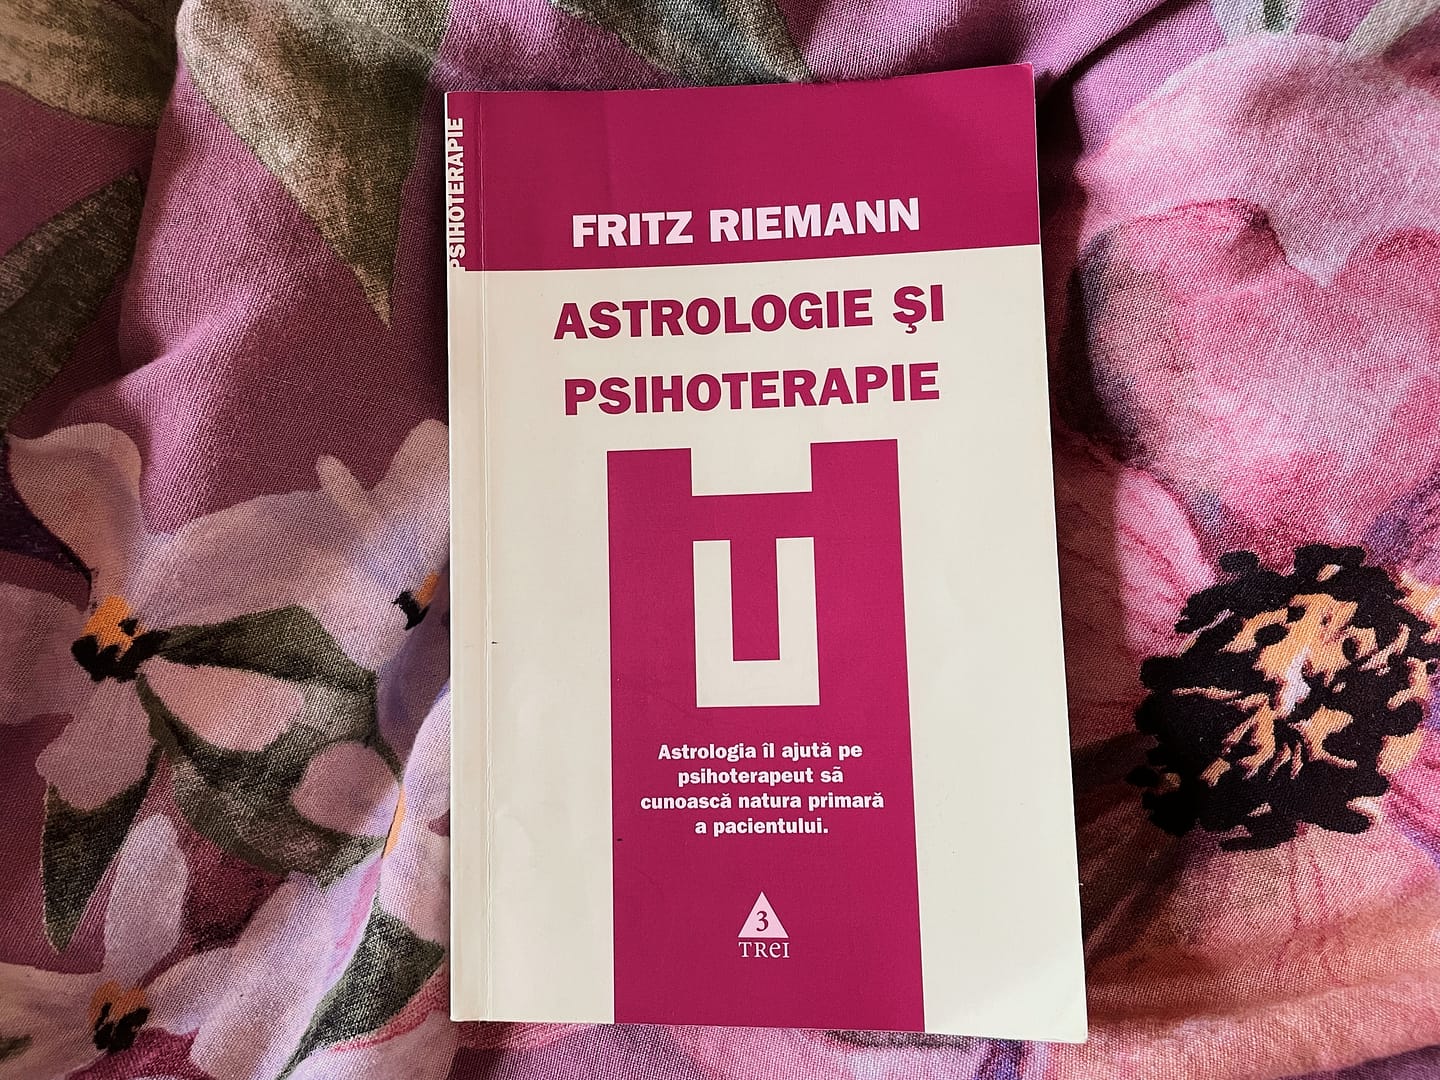 PSIHOTERAPIE
FRITZ RIEMANN
ASTROLOGIE ŞI
PSIHOTERAPIE
Astrologia îl ajută pe
psihoterapeut să
cunoască natura primară
a pacientului.
3
TReI